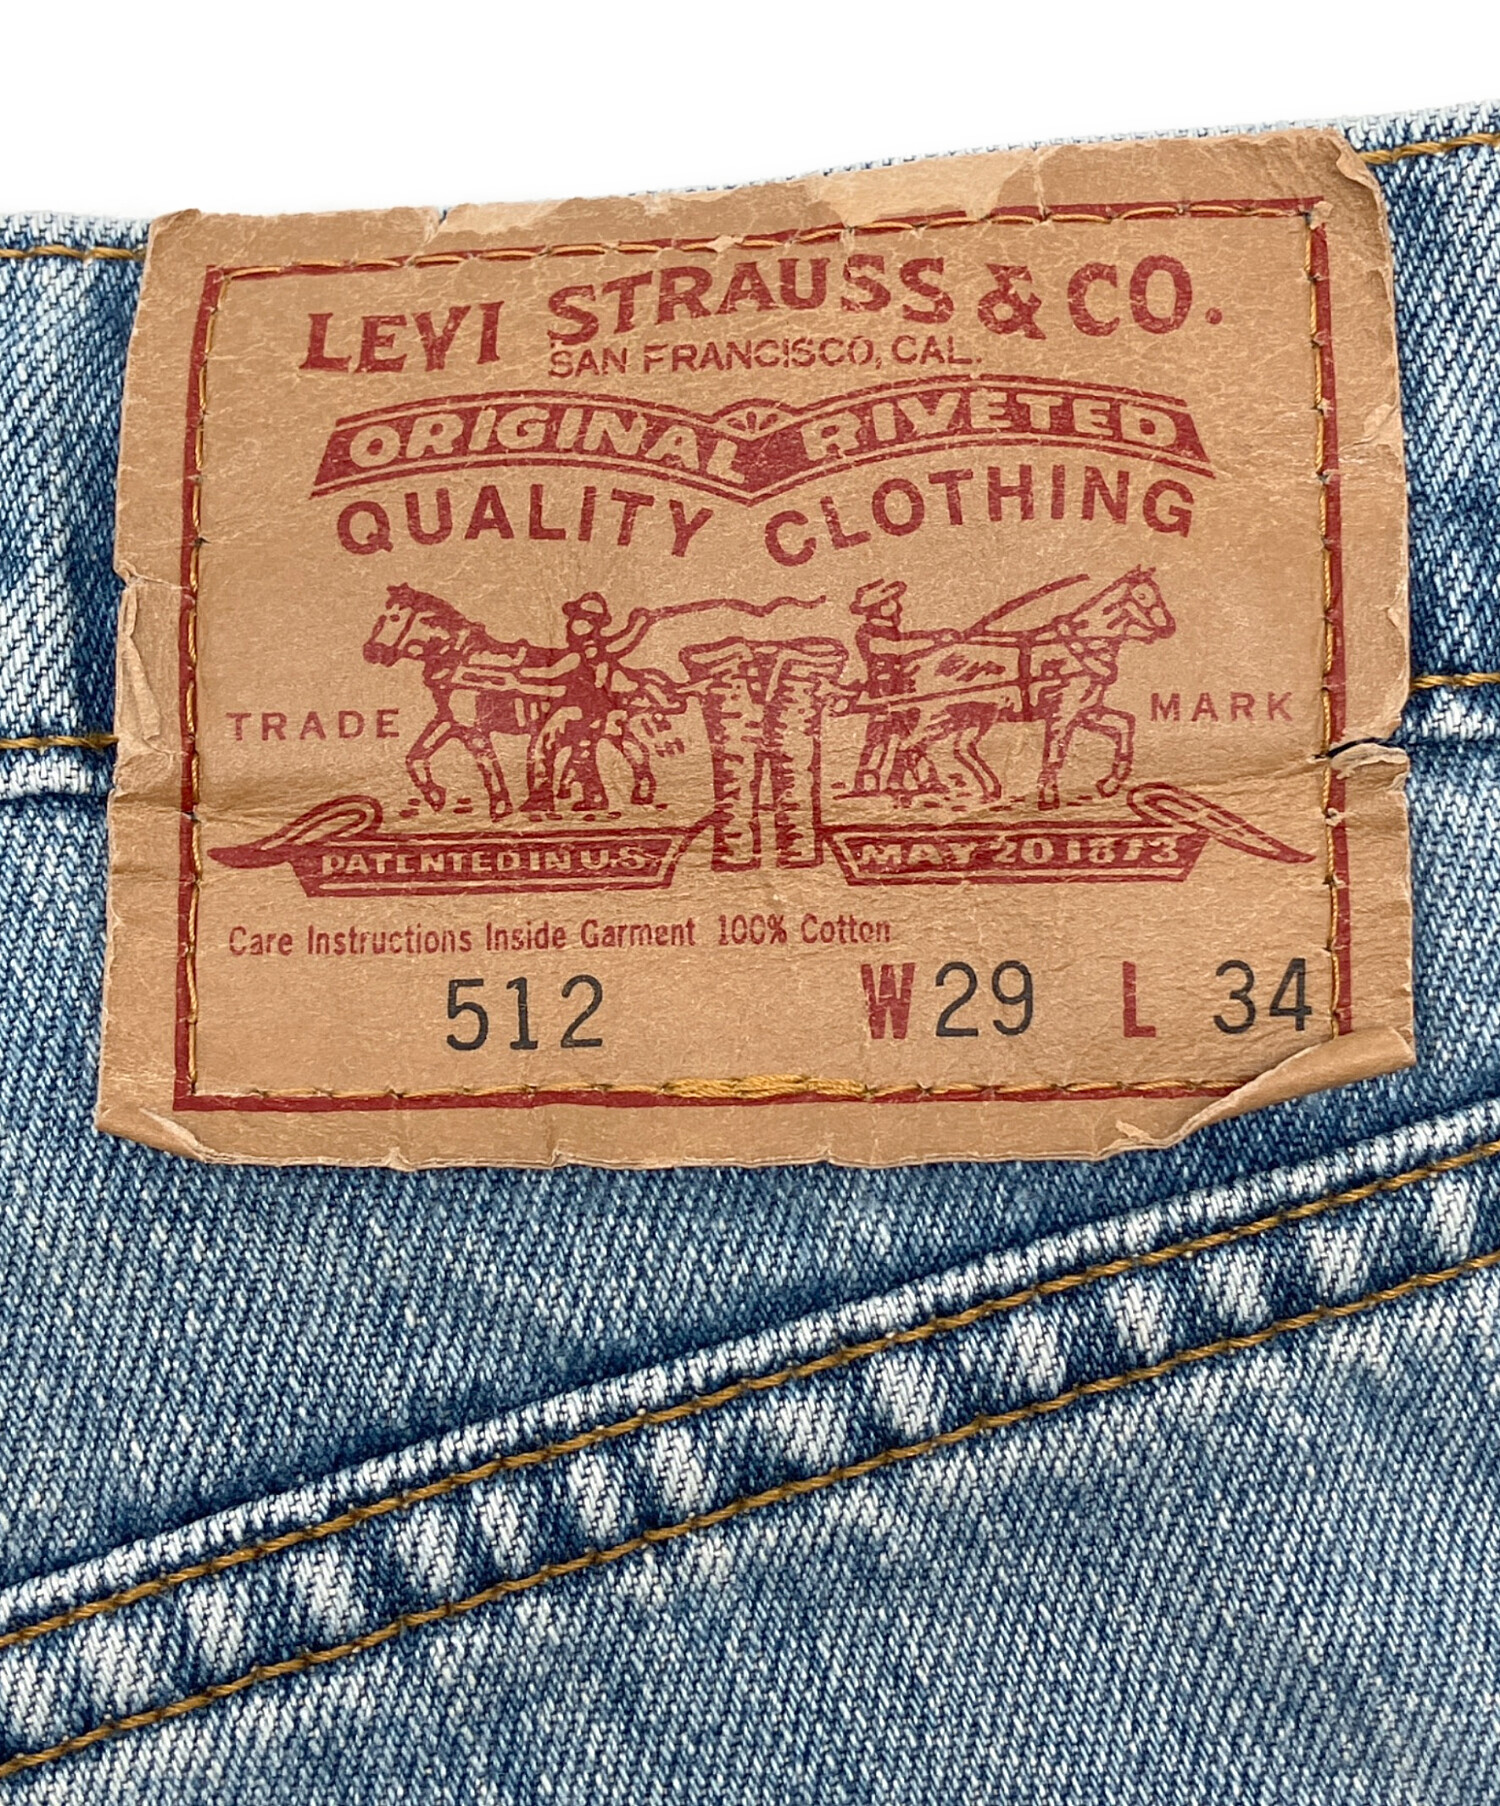 LEVI STRAUSS & CO.
SAN FRANCISCO, CAL.
ORIGINAL RIVETED
QUALITY CLOTHING
TRADE MARK
PATENTED IN U.S. MAY 20 1873
Care Instructions Inside Garment 100% Cotton
512 W 29 L 34